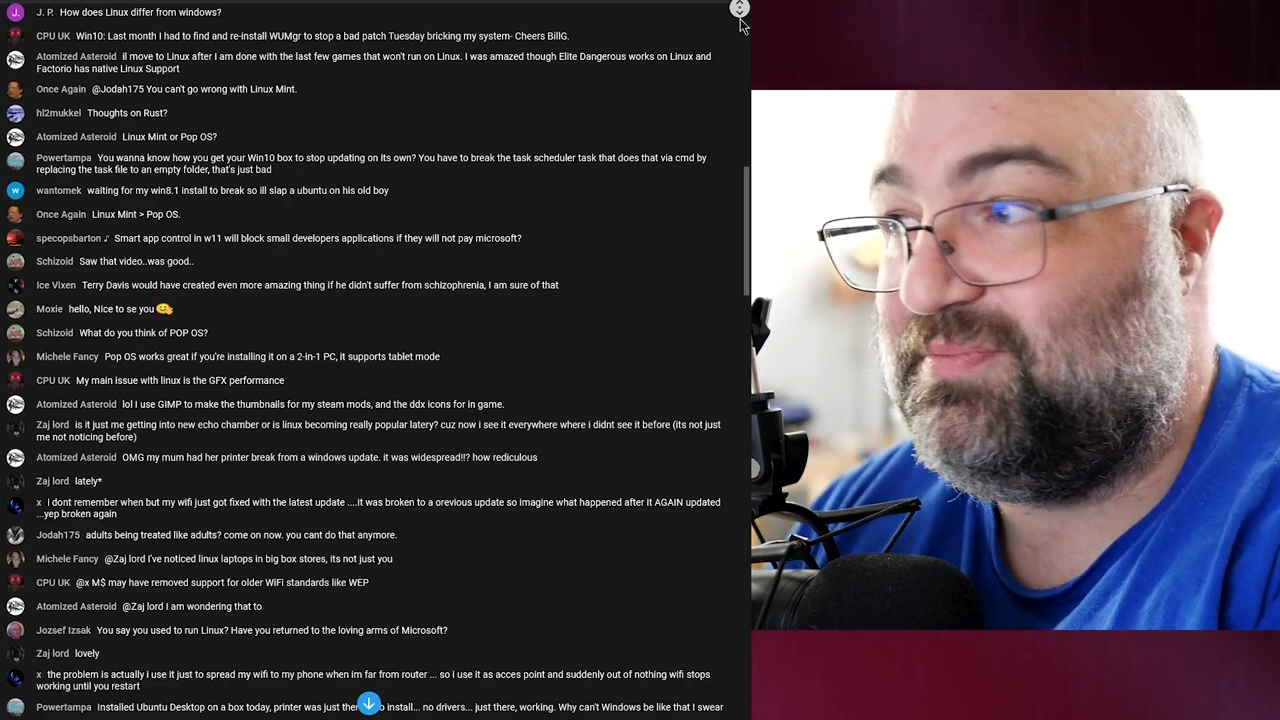 J. P. How does Linux differ from windows?
CPU UK Win10: Last month I had to find and re-install WUMgr to stop a bad patch Tuesday bricking my system- Cheers BillG.
Atomized Asteroid il move to Linux after I am done with the last few games that won't run on Linux. I was amazed though Elite Dangerous works on Linux and
Factorio has native Linux Support
Once Again @Jodah175 You can't go wrong with Linux Mint.
hl2mukkel Thoughts on Rust?
Atomized Asteroid Linux Mint or Pop OS?
Powertampa You wanna know how you get your Win10 box to stop updating on its own? You have to break the task scheduler task that does that via cmd by
replacing the task file to an empty folder, that's just bad
wantomek waiting for my win8.1 install to break so ill slap a ubuntu on his old boy
Once Again Linux Mint > Pop OS.
specopsbarton ♪ Smart app control in w11 will block small developers applications if they will not pay microsoft?
Schizoid Saw that video..was good..
Ice Vixen Terry Davis would have created even more amazing thing if he didn't suffer from schizophrenia, I am sure of that
Moxie hello, Nice to se you
Schizoid What do you think of POP OS?
Michele Fancy Pop OS works great if you're installing it on a 2-in-1 PC, it supports tablet mode
CPU UK My main issue with linux is the GFX performance
Atomized Asteroid lol I use GIMP to make the thumbnails for my steam mods, and the ddx icons for in game.
Zaj lord is it just me getting into new echo chamber or is linux becoming really popular latery? cuz now i see it everywhere where i didnt see it before (its not just
me not noticing before)
Atomized Asteroid OMG my mum had her printer break from a windows update. it was widespread!!? how rediculous
Zaj lord lately*
x i dont remember when but my wifi just got fixed with the latest update ....it was broken to a orevious update so imagine what happened after it AGAIN updated
...yep broken again
Jodah175 adults being treated like adults? come on now. you cant do that anymore.
Michele Fancy @Zaj lord I've noticed linux laptops in big box stores, its not just you
CPU UK @x M$ may have removed support for older WiFi standards like WEP
Atomized Asteroid @Zaj lord I am wondering that to
Jozsef Izsak You say you used to run Linux? Have you returned to the loving arms of Microsoft?
Zaj lord lovely
x the problem is actually i use it just to spread my wifi to my phone when im far from router ... so i use it as acces point and suddenly out of nothing wifi stops
working until you restart
Powertampa Installed Ubuntu Desktop on a box today, printer was just install... no drivers... just there, working. Why can't Windows be like that I swear